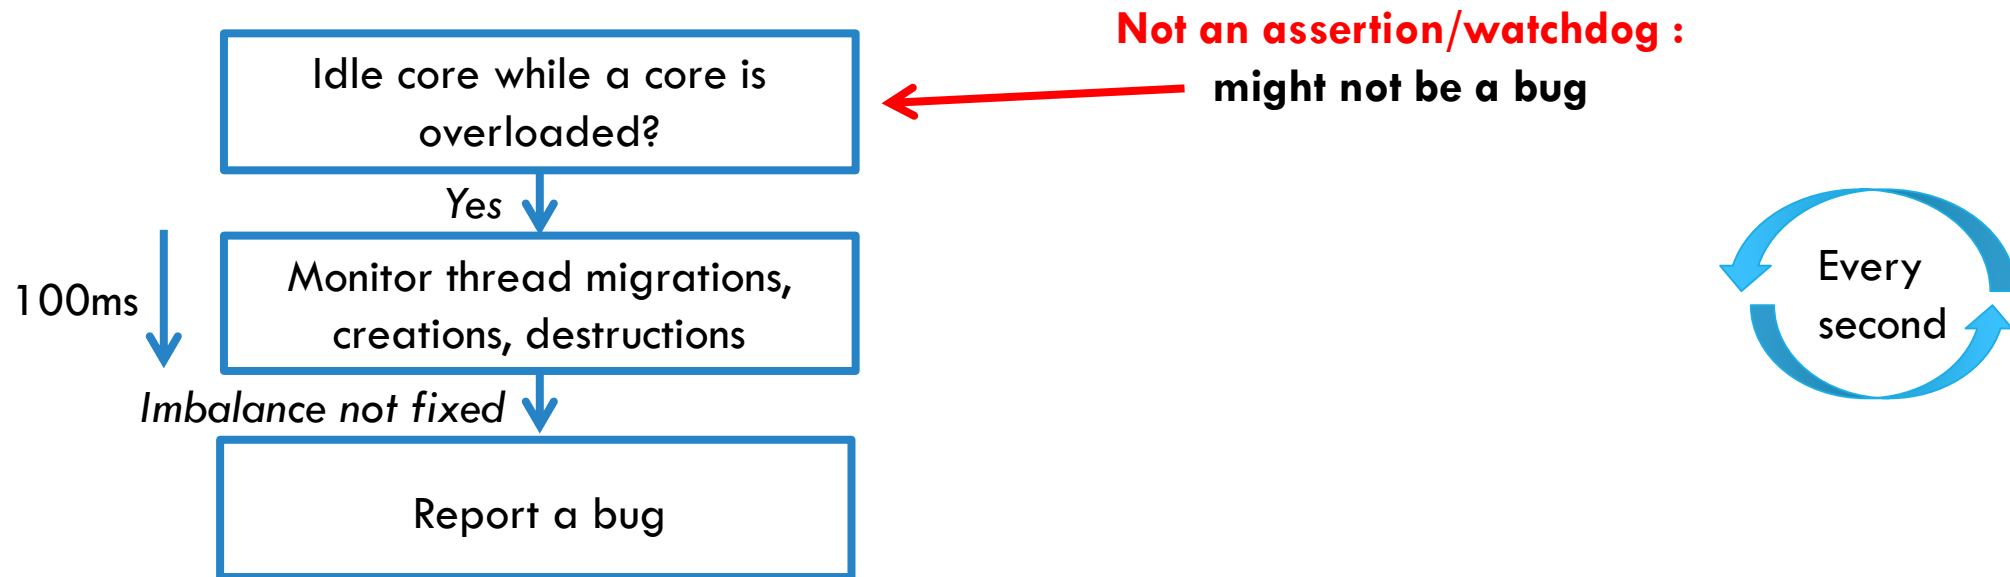 Not an assertion/watchdog :
might not be a bug
Idle core while a core is
overloaded?
Yes
100ms
Monitor thread migrations,
creations, destructions
Every
second
Imbalance not fixed
Report a bug